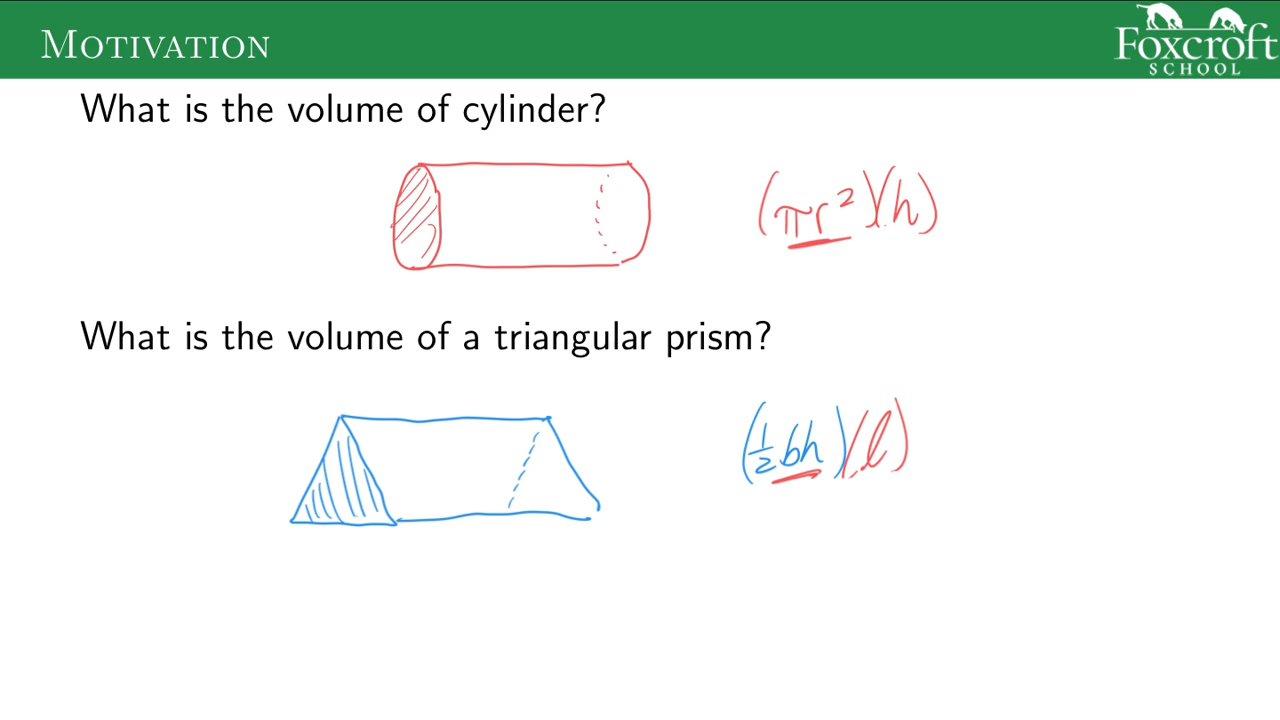 MOTIVATION
Foxcroft
SCHOOL
What is the volume of cylinder?
(πr²)(h)
What is the volume of a triangular prism?
(½bh)(l)